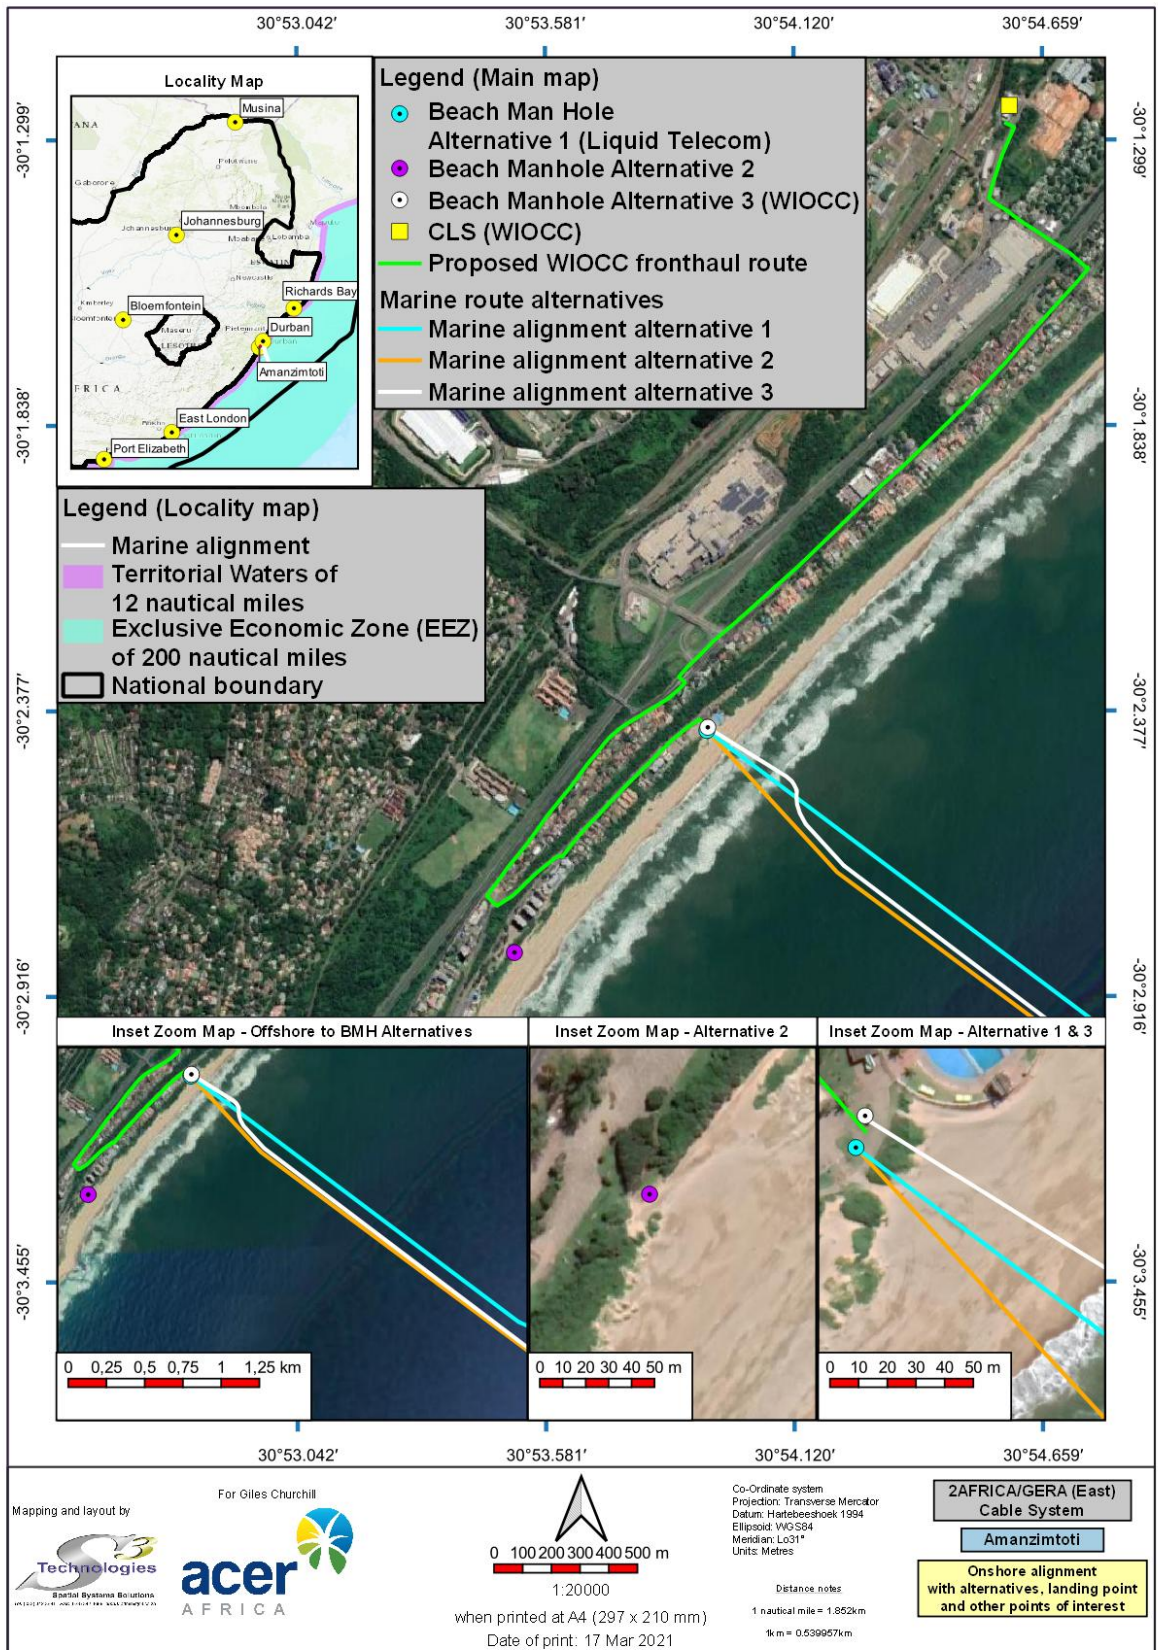 30°53.042′
30°53.581′
30°54.120′
30°54.659′
-30°1.299′
-30°1.838′
-30°2.377′
-30°2.916′
-30°3.455′
-30°1.299′
-30°1.838′
-30°2.377′
-30°2.916′
-30°3.455′
Locality Map
Musina
Gaborone
Johannesburg
Richards Bay
Bloemfontein
Kimberley
Maseru
Durban
Amanzimtoti
East London
Port Elizabeth
Legend (Main map)
Beach Man Hole
Alternative 1 (Liquid Telecom)
Beach Manhole Alternative 2
Beach Manhole Alternative 3 (WIOCC)
CLS (WIOCC)
Proposed WIOCC fronthaul route
Marine route alternatives
Marine alignment alternative 1
Marine alignment alternative 2
Marine alignment alternative 3
Legend (Locality map)
Marine alignment
Territorial Waters of
12 nautical miles
Exclusive Economic Zone (EEZ)
of 200 nautical miles
National boundary
Inset Zoom Map - Offshore to BMH Alternatives
0 0,25 0,5 0,75 1 1,25 km
Inset Zoom Map - Alternative 2
0 10 20 30 40 50 m
Inset Zoom Map - Alternative 1 & 3
0 10 20 30 40 50 m
30°53.042′
30°53.581′
30°54.120′
30°54.659′
Mapping and layout by
S3
Technologies
Spatial Systems Solutions
For Giles Churchill
acer
AFRICA
0 100 200 300 400 500 m
1:20000
when printed at A4 (297 x 210 mm)
Date of print: 17 Mar 2021
Co-Ordinate system
Projection: Transverse Mercator
Datum: Hartebeeshoek 1994
Ellipsoid: WGS84
Meridian: Lo31°
Units: Metres
Distance notes
1 nautical mile = 1.852km
1km = 0.539957km
2AFRICA/GERA (East)
Cable System
Amanzimtoti
Onshore alignment
with alternatives, landing point
and other points of interest